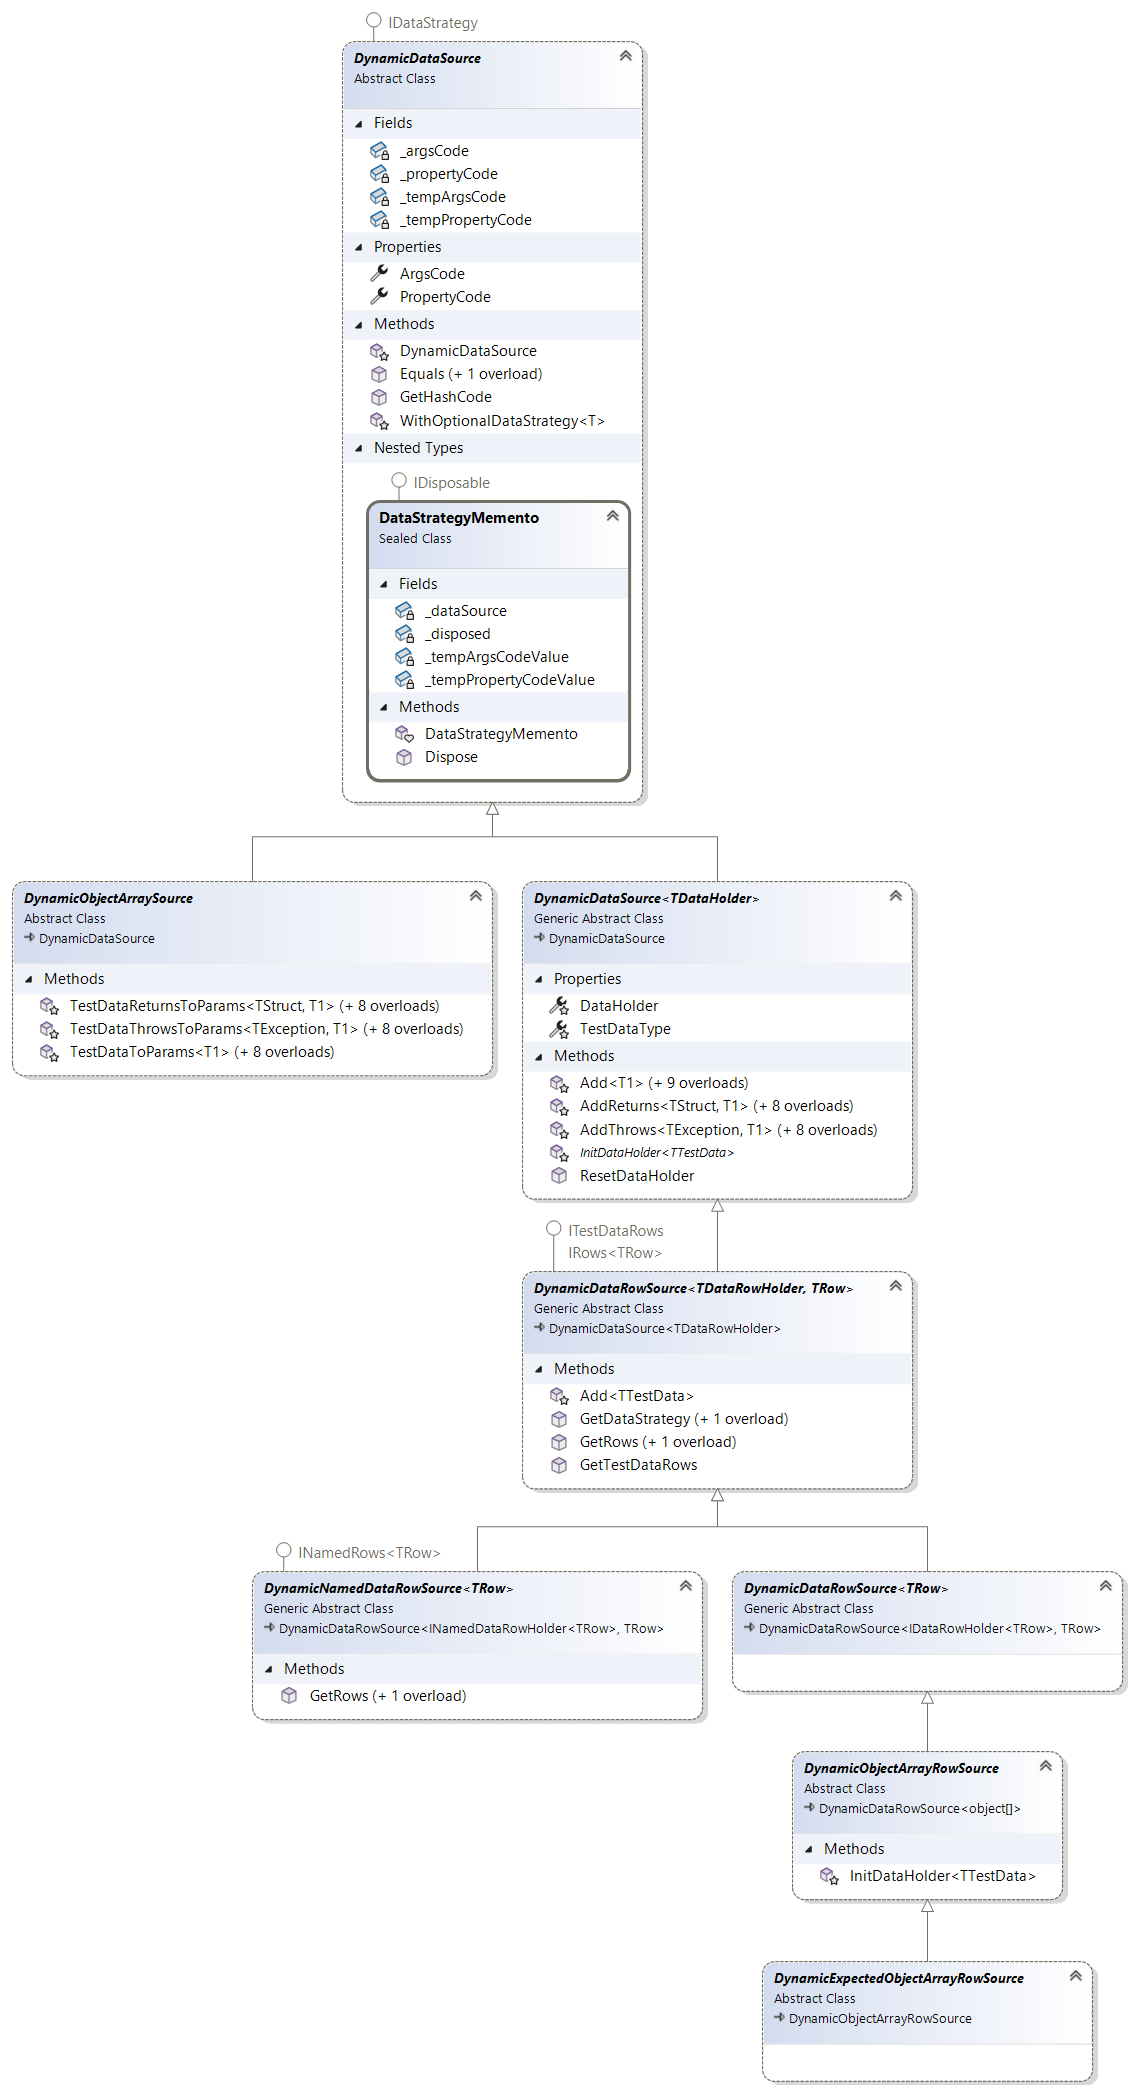 IDataStrategy
DynamicDataSource
Abstract Class
Fields
_argsCode
_propertyCode
_tempArgsCode
_tempPropertyCode
Properties
ArgsCode
PropertyCode
Methods
DynamicDataSource
Equals (+ 1 overload)
GetHashCode
WithOptionalDataStrategy<T>
Nested Types
IDisposable
DataStrategyMemento
Sealed Class
Fields
_dataSource
_disposed
_tempArgsCodeValue
_tempPropertyCodeValue
Methods
DataStrategyMemento
Dispose
DynamicObjectArraySource
Abstract Class
DynamicDataSource
Methods
TestDataReturnsToParams<TStruct, T1> (+ 8 overloads)
TestDataThrowsToParams<TException, T1> (+ 8 overloads)
TestDataToParams<T1> (+ 8 overloads)
DynamicDataSource<TDataHolder>
Generic Abstract Class
DynamicDataSource
Properties
DataHolder
TestDataType
Methods
Add<T1> (+ 9 overloads)
AddReturns<TStruct, T1> (+ 8 overloads)
AddThrows<TException, T1> (+ 8 overloads)
InitDataHolder<TTestData>
ResetDataHolder
ITestDataRows
IRows<TRow>
DynamicDataRowSource<TDataRowHolder, TRow>
Generic Abstract Class
DynamicDataSource<TDataRowHolder>
Methods
Add<TTestData>
GetDataStrategy (+ 1 overload)
GetRows (+ 1 overload)
GetTestDataRows
INamedRows<TRow>
DynamicNamedDataRowSource<TRow>
Generic Abstract Class
DynamicDataRowSource<INamedDataRowHolder<TRow>, TRow>
Methods
GetRows (+ 1 overload)
DynamicDataRowSource<TRow>
Generic Abstract Class
DynamicDataRowSource<IDataRowHolder<TRow>, TRow>
DynamicObjectArrayRowSource
Abstract Class
DynamicDataRowSource<object[]>
Methods
InitDataHolder<TTestData>
DynamicExpectedObjectArrayRowSource
Abstract Class
DynamicObjectArrayRowSource